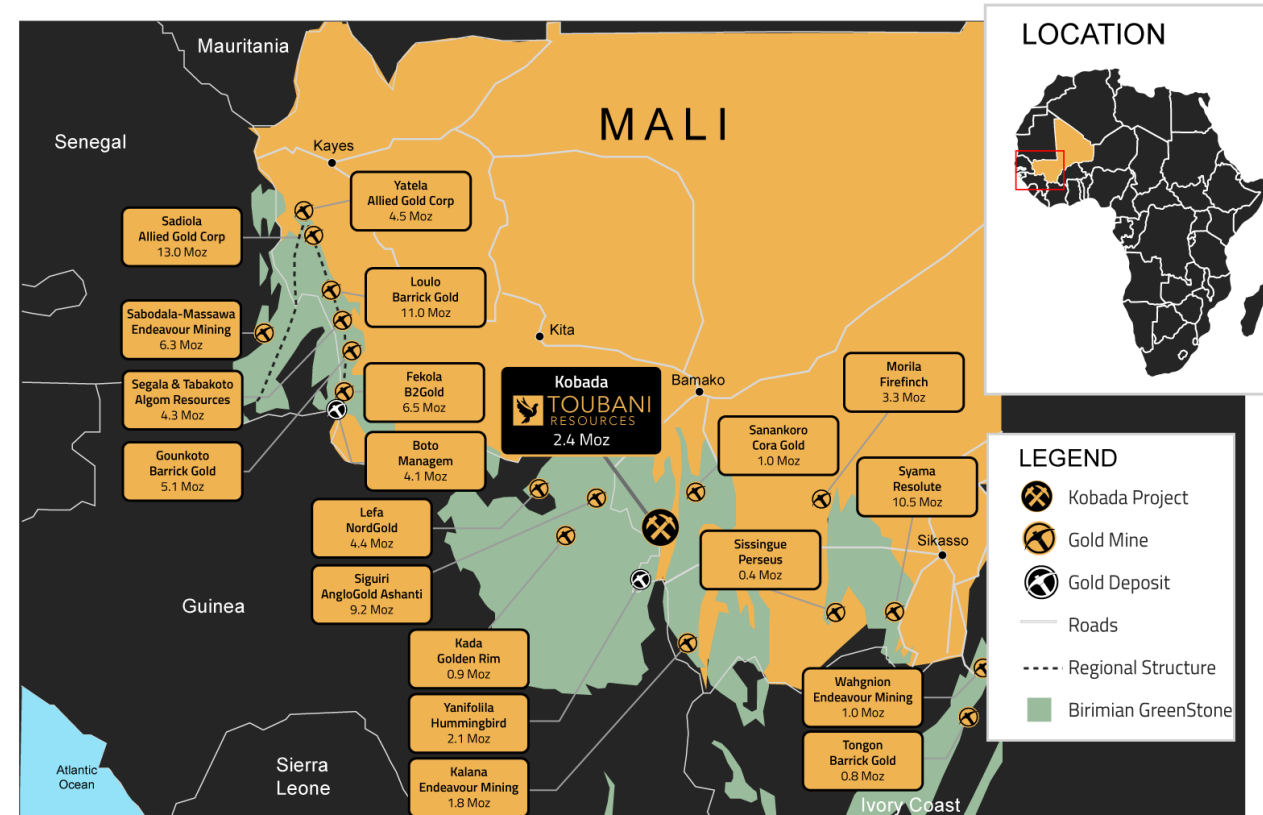 Mauritania
MALI
Senegal
Kayes
Yatela
Allied Gold Corp
4.5 Moz
Sadiola
Allied Gold Corp
13.0 Moz
Loulo
Barrick Gold
11.0 Moz
Sabodala-Massawa
Endeavour Mining
6.3 Moz
Kita
Segala & Tabakoto
Algom Resources
4.3 Moz
Fekola
B2Gold
6.5 Moz
Kobada
TOUBANI
RESOURCES
2.4 Moz
Bamako
Morila
Firefinch
3.3 Moz
Gounkoto
Barrick Gold
5.1 Moz
Boto
Managem
4.1 Moz
Sanankoro
Cora Gold
1.0 Moz
Syama
Resolute
10.5 Moz
Lefa
NordGold
4.4 Moz
Sissingue
Perseus
0.4 Moz
Sikasso
Siguiri
AngloGold Ashanti
9.2 Moz
Guinea
Kada
Golden Rim
0.9 Moz
Yanifolila
Hummingbird
2.1 Moz
Wahgnion
Endeavour Mining
1.0 Moz
Kalana
Endeavour Mining
1.8 Moz
Tongon
Barrick Gold
0.8 Moz
Atlantic
Ocean
Sierra
Leone
Ivory Coast
LOCATION
LEGEND
Kobada Project
Gold Mine
Gold Deposit
Roads
Regional Structure
Birimian GreenStone